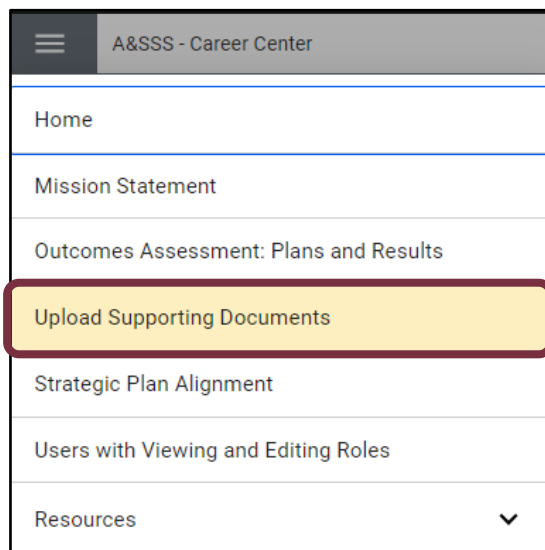 A&SSS - Career Center
Home
Mission Statement
Outcomes Assessment: Plans and Results
Upload Supporting Documents
Strategic Plan Alignment
Users with Viewing and Editing Roles
Resources